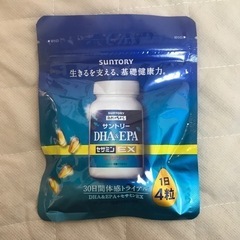 SUNTORY
生きるを支える、基礎健康力。
SUNTORY
サントリー
DHA&EPA
セサミンEX
1日
4粒
30日間体感トライアル
DHA&EPA+セサミンEX